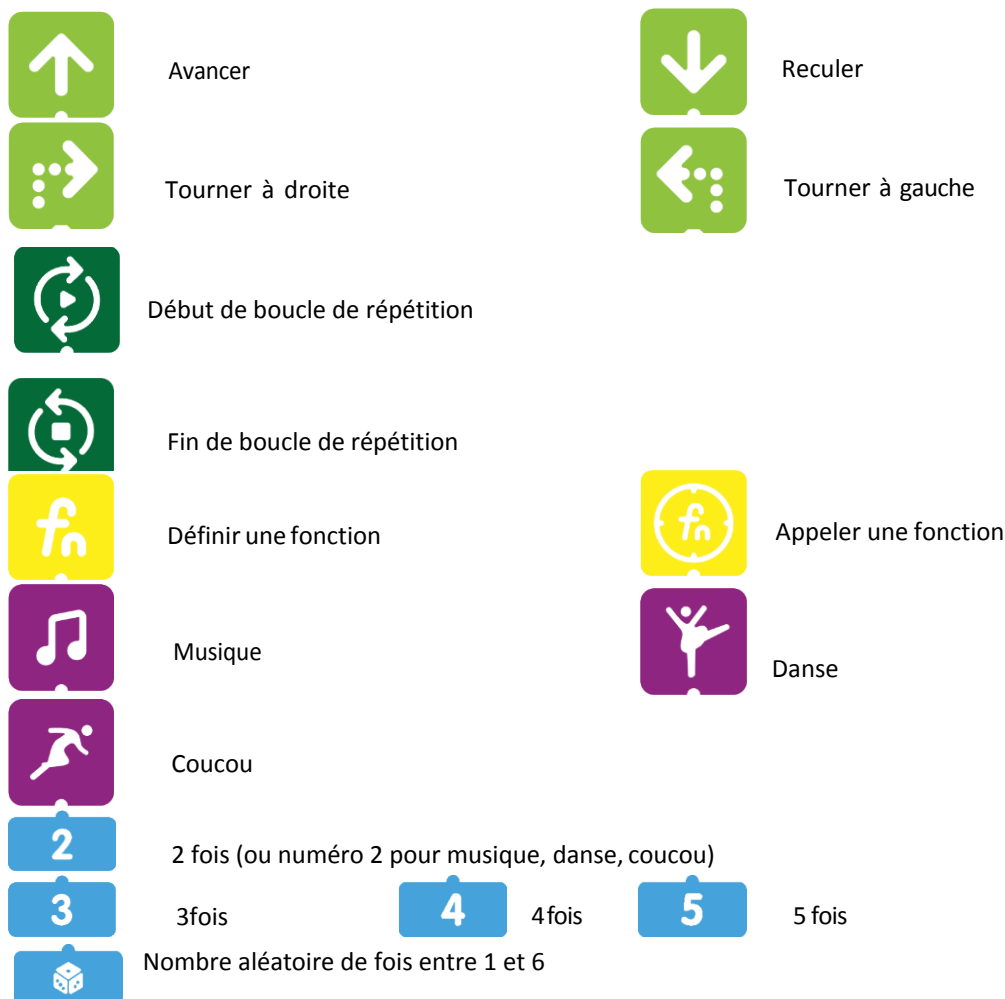 Avancer
Reculer
Tourner à droite
Tourner à gauche
Début de boucle de répétition
Fin de boucle de répétition
fn
Définir une fonction
fn
Appeler une fonction
Musique
Danse
Coucou
2
2 fois (ou numéro 2 pour musique, danse, coucou)
3
3fois
4
4 fois
5
5 fois
Nombre aléatoire de fois entre 1 et 6